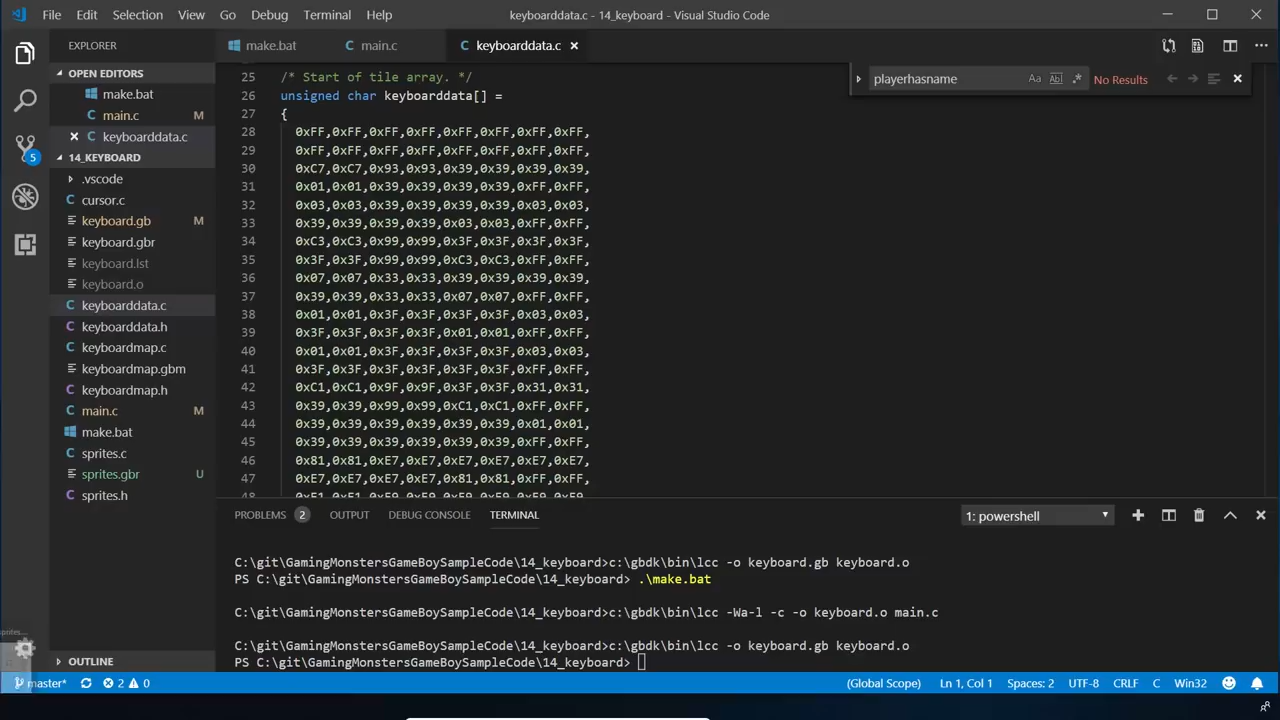 File Edit Selection View Go Debug Terminal Help keyboarddata.c - 14_keyboard - Visual Studio Code
EXPLORER
make.bat main.c keyboarddata.c
playerhasname Aa Abl .* No Results
OPEN EDITORS
make.bat
main.c M
keyboarddata.c
14_KEYBOARD
.vscode
cursor.c
keyboard.gb M
keyboard.gbr
keyboard.lst
keyboard.o
keyboarddata.c
keyboarddata.h
keyboardmap.c
keyboardmap.gbm
keyboardmap.h
main.c M
make.bat
sprites.c
sprites.gbr U
sprites.h
OUTLINE
5
25 /* Start of tile array. */
26 unsigned char keyboarddata[] =
27 {
28 0xFF,0xFF,0xFF,0xFF,0xFF,0xFF,0xFF,0xFF,
29 0xFF,0xFF,0xFF,0xFF,0xFF,0xFF,0xFF,0xFF,
30 0xC7,0xC7,0x93,0x93,0x39,0x39,0x39,0x39,
31 0x01,0x01,0x39,0x39,0x39,0x39,0xFF,0xFF,
32 0x03,0x03,0x39,0x39,0x39,0x39,0x03,0x03,
33 0x39,0x39,0x39,0x39,0x03,0x03,0xFF,0xFF,
34 0xC3,0xC3,0x99,0x99,0x3F,0x3F,0x3F,0x3F,
35 0x3F,0x3F,0x99,0x99,0xC3,0xC3,0xFF,0xFF,
36 0x07,0x07,0x33,0x33,0x39,0x39,0x39,0x39,
37 0x39,0x39,0x33,0x33,0x07,0x07,0xFF,0xFF,
38 0x01,0x01,0x3F,0x3F,0x3F,0x3F,0x03,0x03,
39 0x3F,0x3F,0x3F,0x3F,0x01,0x01,0xFF,0xFF,
40 0x01,0x01,0x3F,0x3F,0x3F,0x3F,0x03,0x03,
41 0x3F,0x3F,0x3F,0x3F,0x3F,0x3F,0xFF,0xFF,
42 0xC1,0xC1,0x9F,0x9F,0x3F,0x3F,0x31,0x31,
43 0x39,0x39,0x99,0x99,0xC1,0xC1,0xFF,0xFF,
44 0x39,0x39,0x39,0x39,0x39,0x39,0x01,0x01,
45 0x39,0x39,0x39,0x39,0x39,0x39,0xFF,0xFF,
46 0x81,0x81,0xE7,0xE7,0xE7,0xE7,0xE7,0xE7,
47 0xE7,0xE7,0xE7,0xE7,0x81,0x81,0xFF,0xFF,
PROBLEMS 2 OUTPUT DEBUG CONSOLE TERMINAL 1: powershell
C:\git\GamingMonstersGameBoySampleCode\14_keyboard>c:\gbdk\bin\lcc -o keyboard.gb keyboard.o
PS C:\git\GamingMonstersGameBoySampleCode\14_keyboard> .\make.bat
C:\git\GamingMonstersGameBoySampleCode\14_keyboard>c:\gbdk\bin\lcc -Wa-l -c -o keyboard.o main.c
C:\git\GamingMonstersGameBoySampleCode\14_keyboard>c:\gbdk\bin\lcc -o keyboard.gb keyboard.o
PS C:\git\GamingMonstersGameBoySampleCode\14_keyboard>
master* 2 0 (Global Scope) Ln 1, Col 1 Spaces: 2 UTF-8 CRLF C Win32